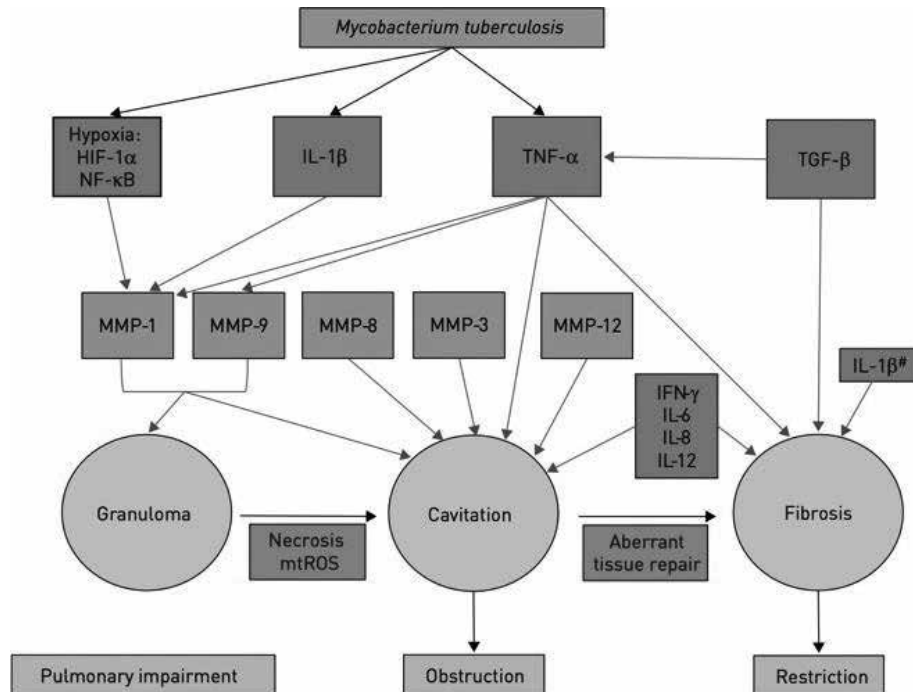 Mycobacterium tuberculosis
Hypoxia:
HIF-1α
NF-κB
IL-1β
TNF-α
TGF-β
MMP-1
MMP-9
MMP-8
MMP-3
MMP-12
IL-1β#
IFN-γ
IL-6
IL-8
IL-12
Granuloma
Cavitation
Fibrosis
Necrosis
mtROS
Aberrant
tissue repair
Pulmonary impairment
Obstruction
Restriction